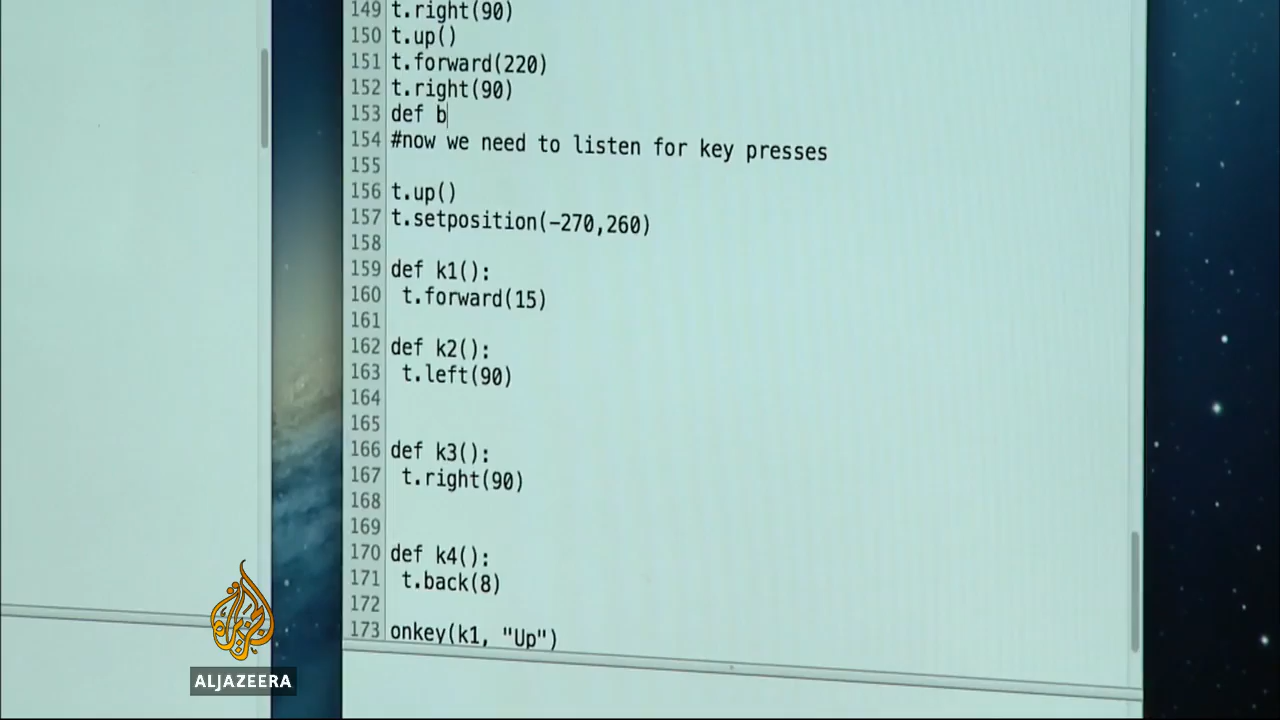 149 t.right(90)
150 t.up()
151 t.forward(220)
152 t.right(90)
153 def b
154 #now we need to listen for key presses
155
156 t.up()
157 t.setposition(-270,260)
158
159 def k1():
160 t.forward(15)
161
162 def k2():
163 t.left(90)
164
165
166 def k3():
167 t.right(90)
168
169
170 def k4():
171 t.back(8)
172
173 onkey(k1, "Up")
ALJAZEERA